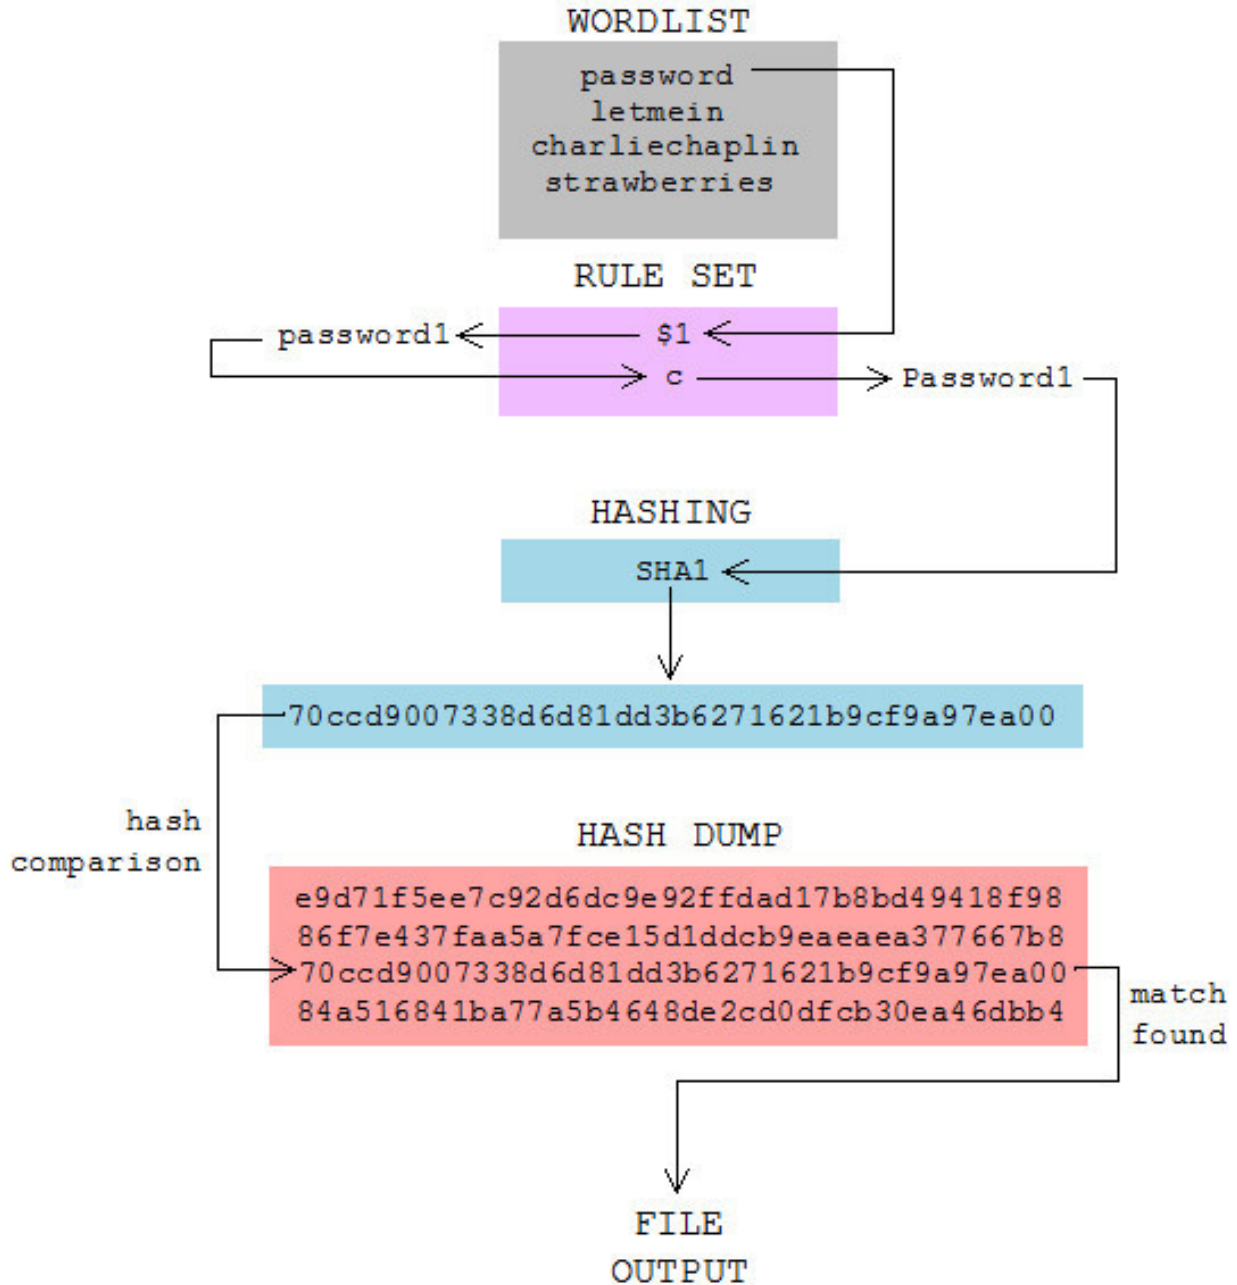 WORDLIST
password
letmein
charliechaplin
strawberries
RULE SET
password1
$1
c
Password1
HASHING
SHA1
70ccd9007338d6d81dd3b6271621b9cf9a97ea00
hash
comparison
HASH DUMP
e9d71f5ee7c92d6dc9e92ffdad17b8bd49418f98
86f7e437faa5a7fce15d1ddcb9eaeaea377667b8
70ccd9007338d6d81dd3b6271621b9cf9a97ea00
84a516841ba77a5b4648de2cd0dfcb30ea46dbb4
match
found
FILE
OUTPUT